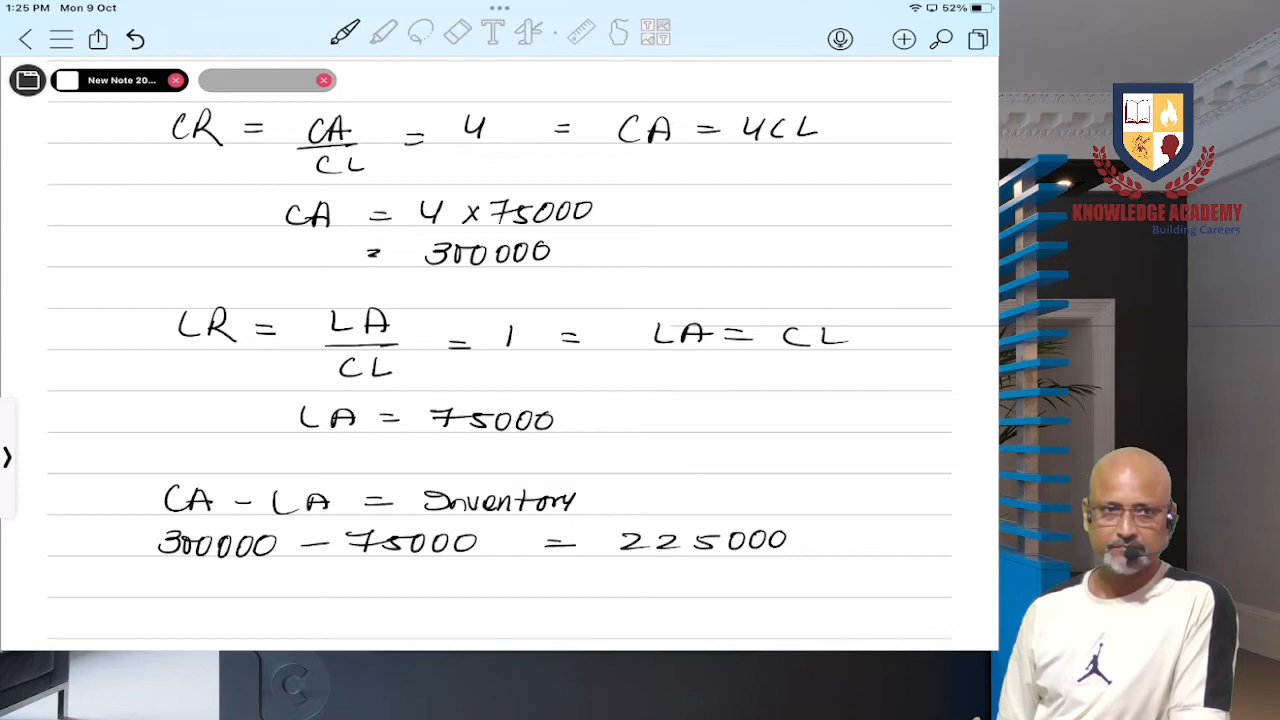 1:25 PM Mon 9 Oct
52%
New Note 20...
CR = CA/CL = 4 = CA = 4CL
CA = 4 × 75000
= 300000
LR = LA/CL = 1 = LA = CL
LA = 75000
CA - LA = Inventory
300000 - 75000 = 225000
KNOWLEDGE ACADEMY
Building Careers